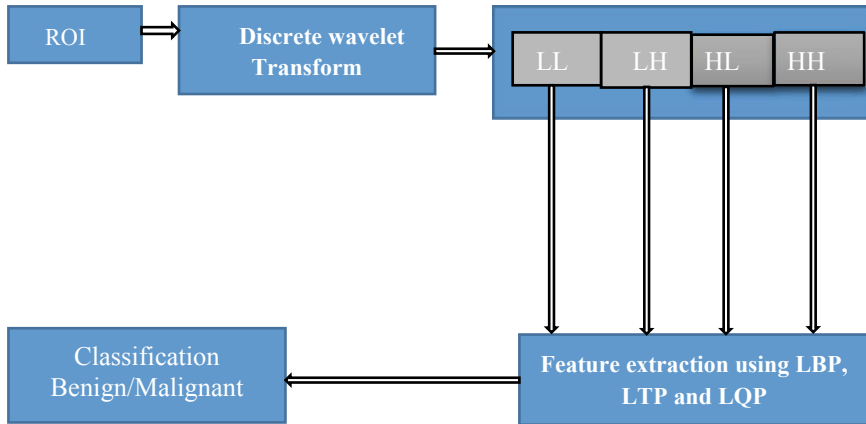 ROI
Discrete wavelet
Transform
LL LH HL HH
Feature extraction using LBP,
LTP and LQP
Classification
Benign/Malignant